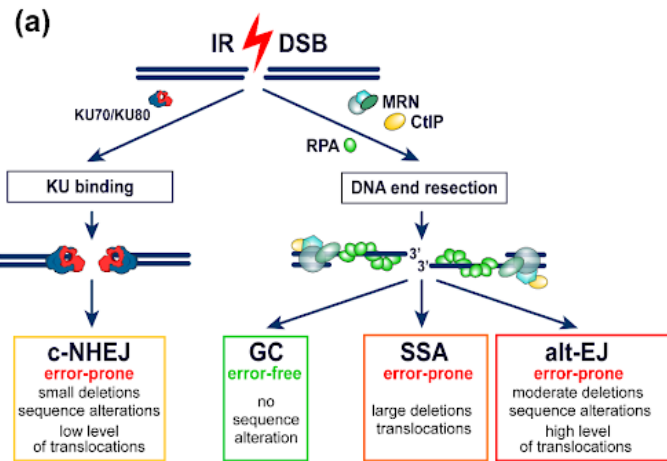 (a)
IR DSB
KU70/KU80
MRN
CtIP
RPA
KU binding
DNA end resection
3'
3'
c-NHEJ
error-prone
small deletions
sequence alterations
low level
of translocations
GC
error-free
no
sequence
alteration
SSA
error-prone
large deletions
translocations
alt-EJ
error-prone
moderate deletions
sequence alterations
high level
of translocations